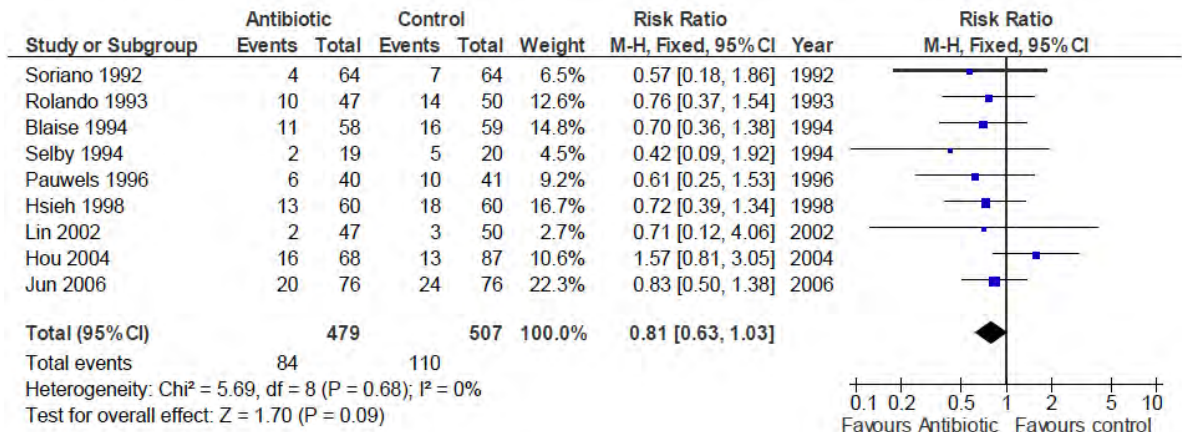 Antibiotic Control Risk Ratio Risk Ratio
Study or Subgroup Events Total Events Total Weight M-H, Fixed, 95% CI Year M-H, Fixed, 95% CI
Soriano 1992 4 64 7 64 6.5% 0.57 [0.18, 1.86] 1992
Rolando 1993 10 47 14 50 12.6% 0.76 [0.37, 1.54] 1993
Blaise 1994 11 58 16 59 14.8% 0.70 [0.36, 1.38] 1994
Selby 1994 2 19 5 20 4.5% 0.42 [0.09, 1.92] 1994
Pauwels 1996 6 40 10 41 9.2% 0.61 [0.25, 1.53] 1996
Hsieh 1998 13 60 18 60 16.7% 0.72 [0.39, 1.34] 1998
Lin 2002 2 47 3 50 2.7% 0.71 [0.12, 4.06] 2002
Hou 2004 16 68 13 87 10.6% 1.57 [0.81, 3.05] 2004
Jun 2006 20 76 24 76 22.3% 0.83 [0.50, 1.38] 2006
Total (95% CI) 479 507 100.0% 0.81 [0.63, 1.03]
Total events 84 110
Heterogeneity: Chi² = 5.69, df = 8 (P = 0.68); I² = 0%
Test for overall effect: Z = 1.70 (P = 0.09)
0.1 0.2 0.5 1 2 5 10
Favours Antibiotic Favours control